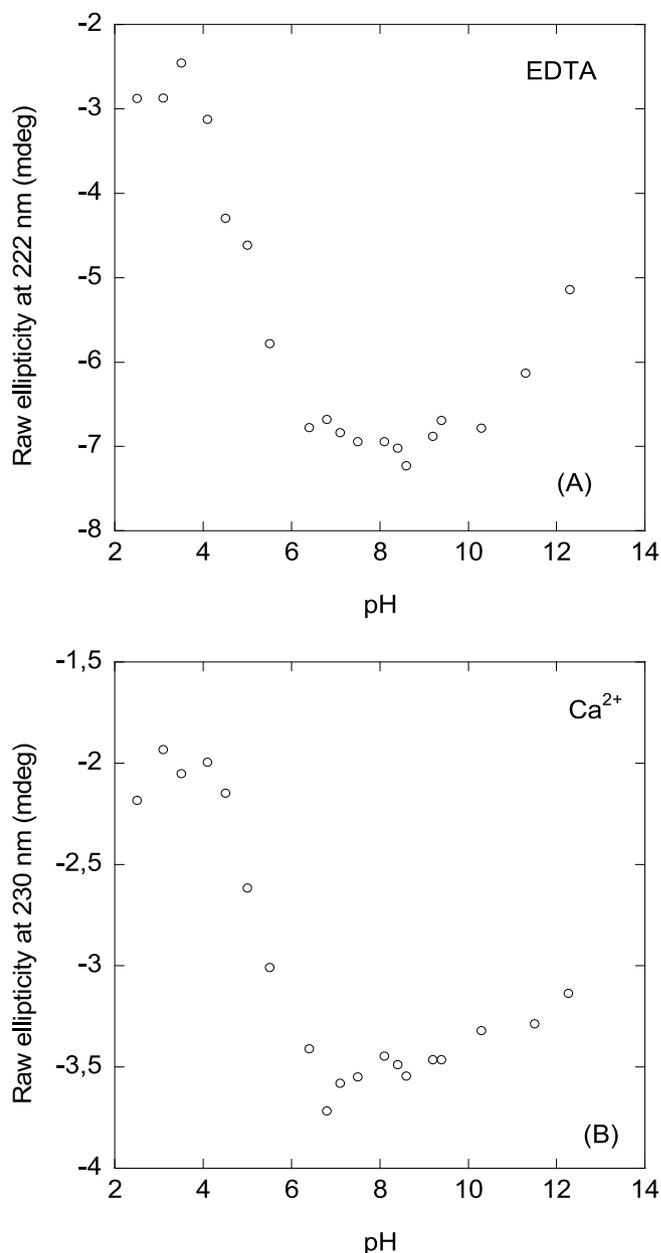 -2
EDTA
-3
-4
-5
-6
-7
(A)
-8
2 4 6 8 10 12 14
Raw ellipticity at 222 nm (mdeg)
pH
-1,5
Ca²⁺
-2
-2,5
-3
-3,5
(B)
-4
2 4 6 8 10 12 14
Raw ellipticity at 230 nm (mdeg)
pH